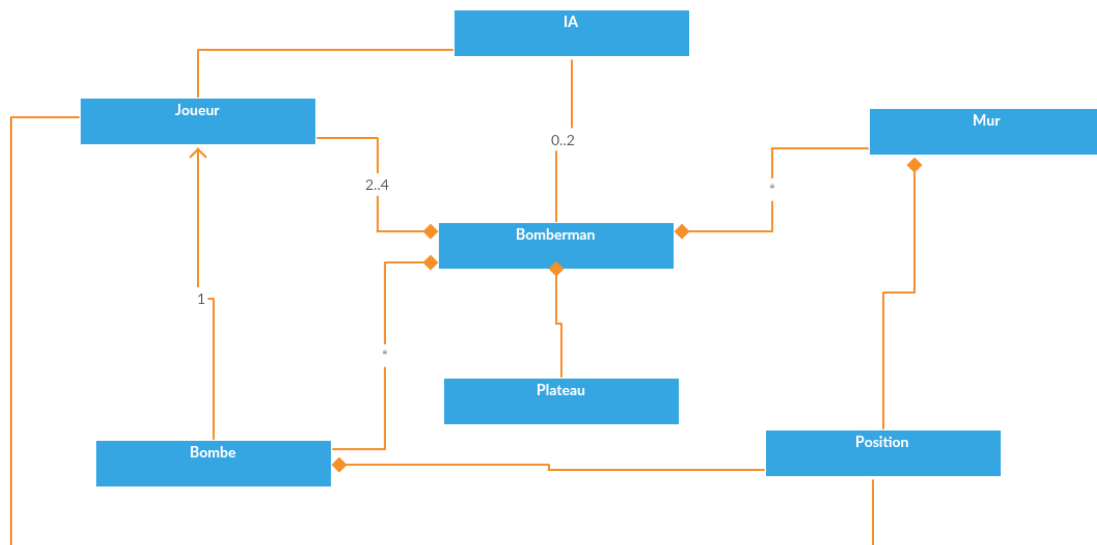 IA
Joueur
Mur
0..2
2..4
*
Bomberman
1
*
Plateau
Bombe
Position